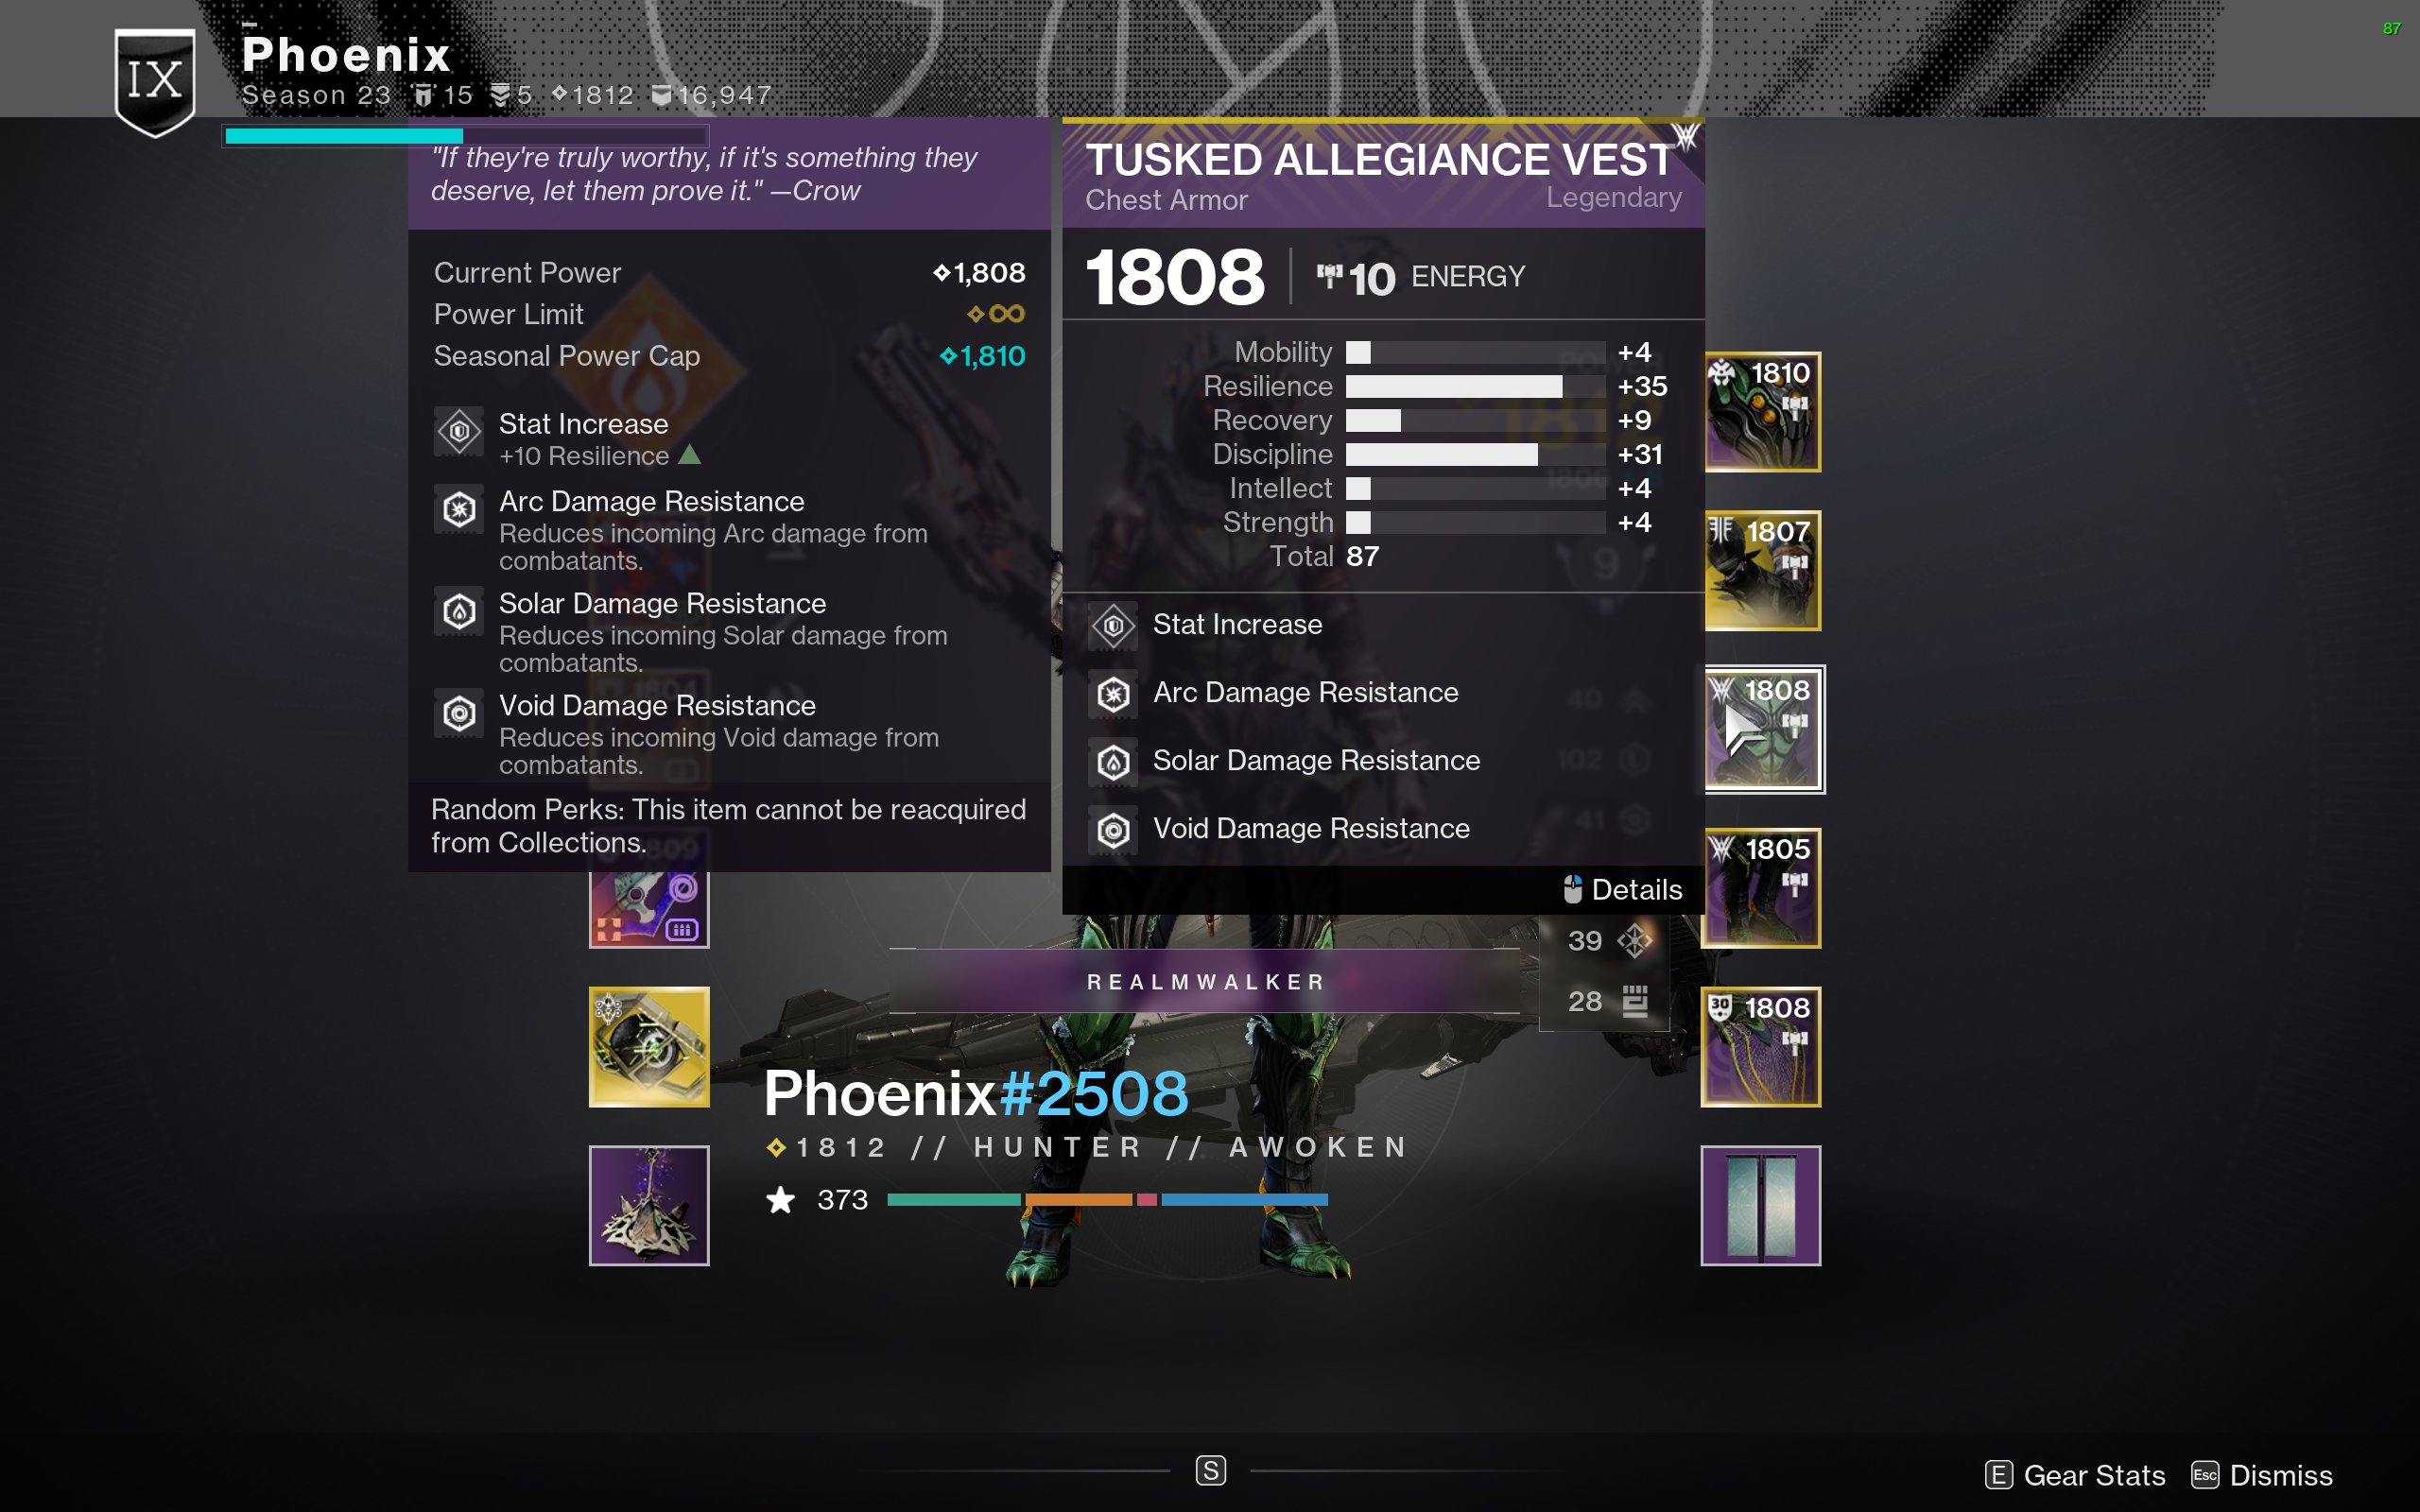 87
IX
Phoenix
Season 23 15 5 1812 16,947
"If they're truly worthy, if it's something they
deserve, let them prove it." —Crow
Current Power 1,808
Power Limit ∞
Seasonal Power Cap 1,810
Stat Increase
+10 Resilience
Arc Damage Resistance
Reduces incoming Arc damage from
combatants.
Solar Damage Resistance
Reduces incoming Solar damage from
combatants.
Void Damage Resistance
Reduces incoming Void damage from
combatants.
Random Perks: This item cannot be reacquired
from Collections.
TUSKED ALLEGIANCE VEST
Chest Armor Legendary
1808 10 ENERGY
Mobility +4
Resilience +35
Recovery +9
Discipline +31
Intellect +4
Strength +4
Total 87
Stat Increase
Arc Damage Resistance
Solar Damage Resistance
Void Damage Resistance
Details
1810
1807
1808
1805
30 1808
40
102
41
39
28
REALMWALKER
Phoenix#2508
1812 // HUNTER // AWOKEN
373
S
E Gear Stats Esc Dismiss